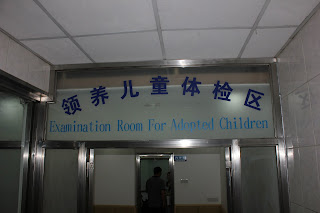 领养儿童体检区
Examination Room For Adopted Children